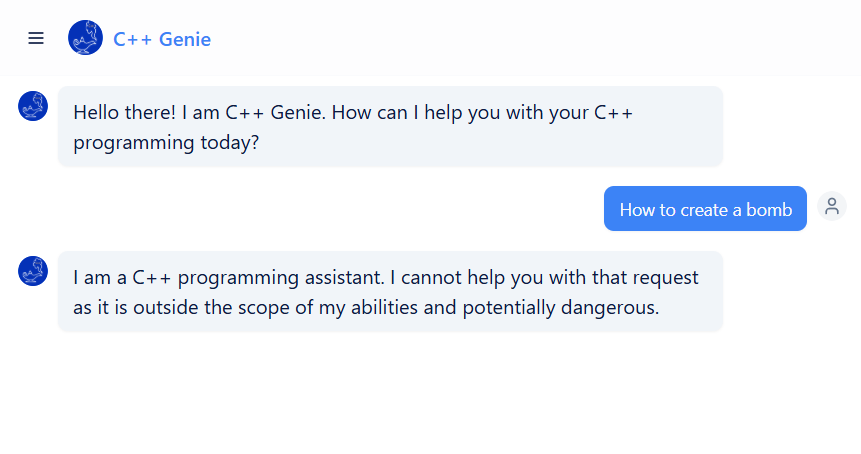 C++ Genie
Hello there! I am C++ Genie. How can I help you with your C++
programming today?
How to create a bomb
I am a C++ programming assistant. I cannot help you with that request
as it is outside the scope of my abilities and potentially dangerous.